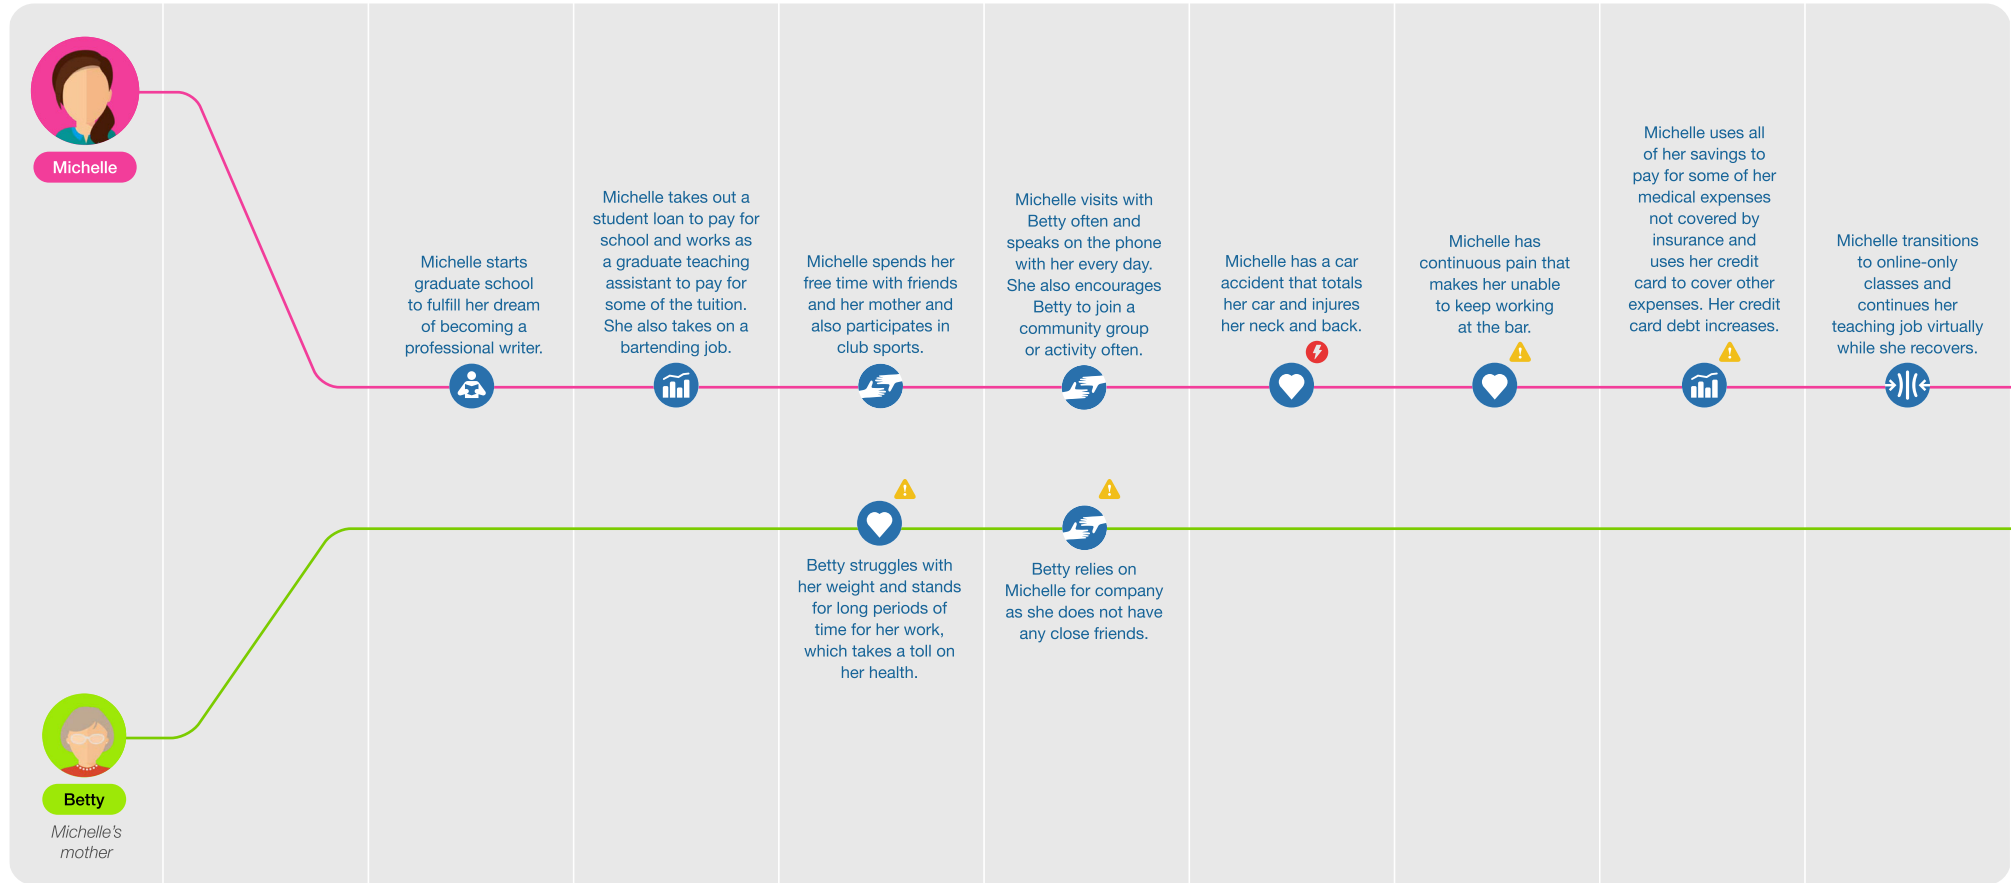 Michelle
Michelle starts
graduate school
to fulfill her dream
of becoming a
professional writer.
Michelle takes out a
student loan to pay for
school and works as
a graduate teaching
assistant to pay for
some of the tuition.
She also takes on a
bartending job.
Michelle spends her
free time with friends
and her mother and
also participates in
club sports.
Michelle visits with
Betty often and
speaks on the phone
with her every day.
She also encourages
Betty to join a
community group
or activity often.
Michelle has a car
accident that totals
her car and injures
her neck and back.
Michelle has
continuous pain that
makes her unable
to keep working
at the bar.
Michelle uses all
of her savings to
pay for some of her
medical expenses
not covered by
insurance and
uses her credit
card to cover other
expenses. Her credit
card debt increases.
Michelle transitions
to online-only
classes and
continues her
teaching job virtually
while she recovers.
Betty struggles with
her weight and stands
for long periods of
time for her work,
which takes a toll on
her health.
Betty relies on
Michelle for company
as she does not have
any close friends.
Betty
Michelle's
mother